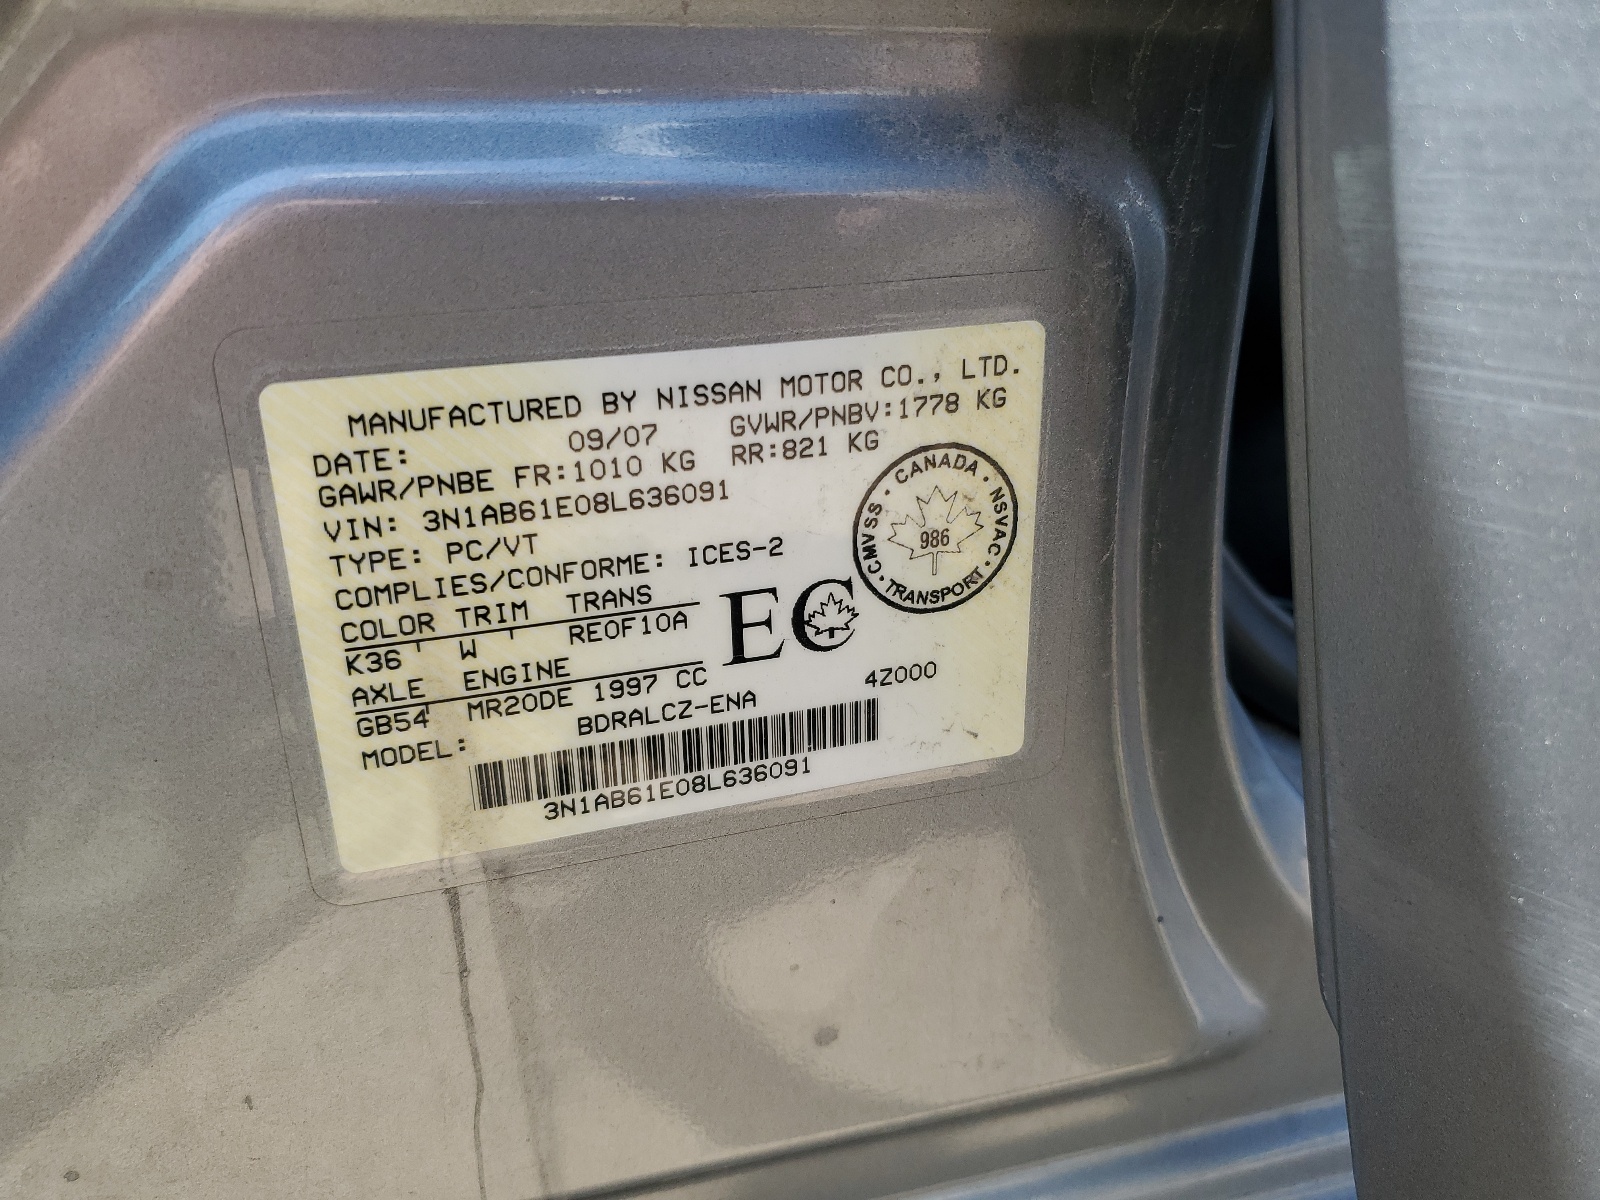 MANUFACTURED BY NISSAN MOTOR CO., LTD.
DATE: 09/07 GVWR/PNBV:1778 KG
GAWR/PNBE FR:1010 KG RR:821 KG
VIN: 3N1AB61E08L636091
TYPE: PC/VT
COMPLIES/CONFORME: ICES-2
COLOR TRIM TRANS
K36 W RE0F10A
AXLE ENGINE
GB54 MR20DE 1997 CC
MODEL: BDRALCZ-ENA 4Z000
3N1AB61E08L636091
EC
· CANADA · NSVAC · TRANSPORT · CMVSS
986